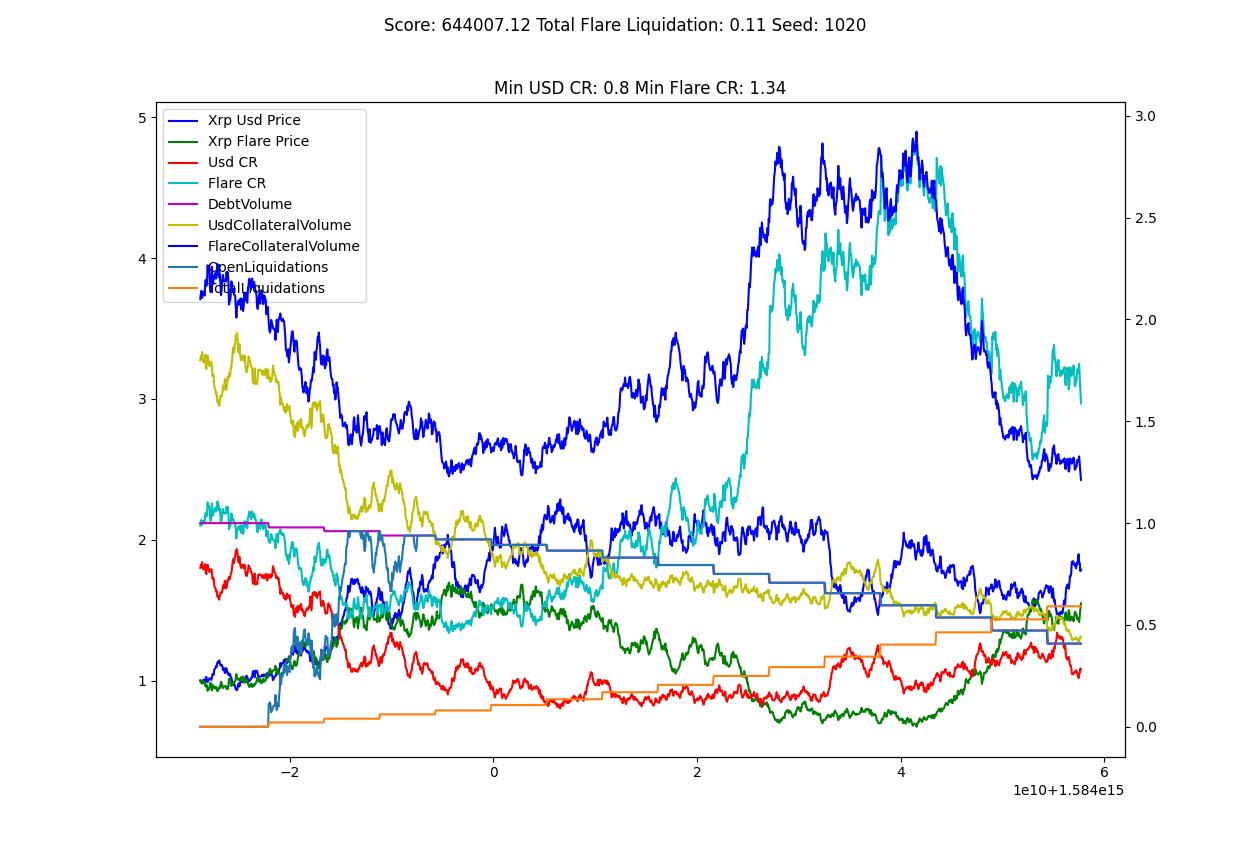 Score: 644007.12 Total Flare Liquidation: 0.11 Seed: 1020
Min USD CR: 0.8 Min Flare CR: 1.34
Xrp Usd Price
Xrp Flare Price
Usd CR
Flare CR
DebtVolume
UsdCollateralVolume
FlareCollateralVolume
OpenLiquidations
TotalLiquidations
5
4
3
2
1
3.0
2.5
2.0
1.5
1.0
0.5
0.0
−2
0
2
4
6
1e10+1.584e15